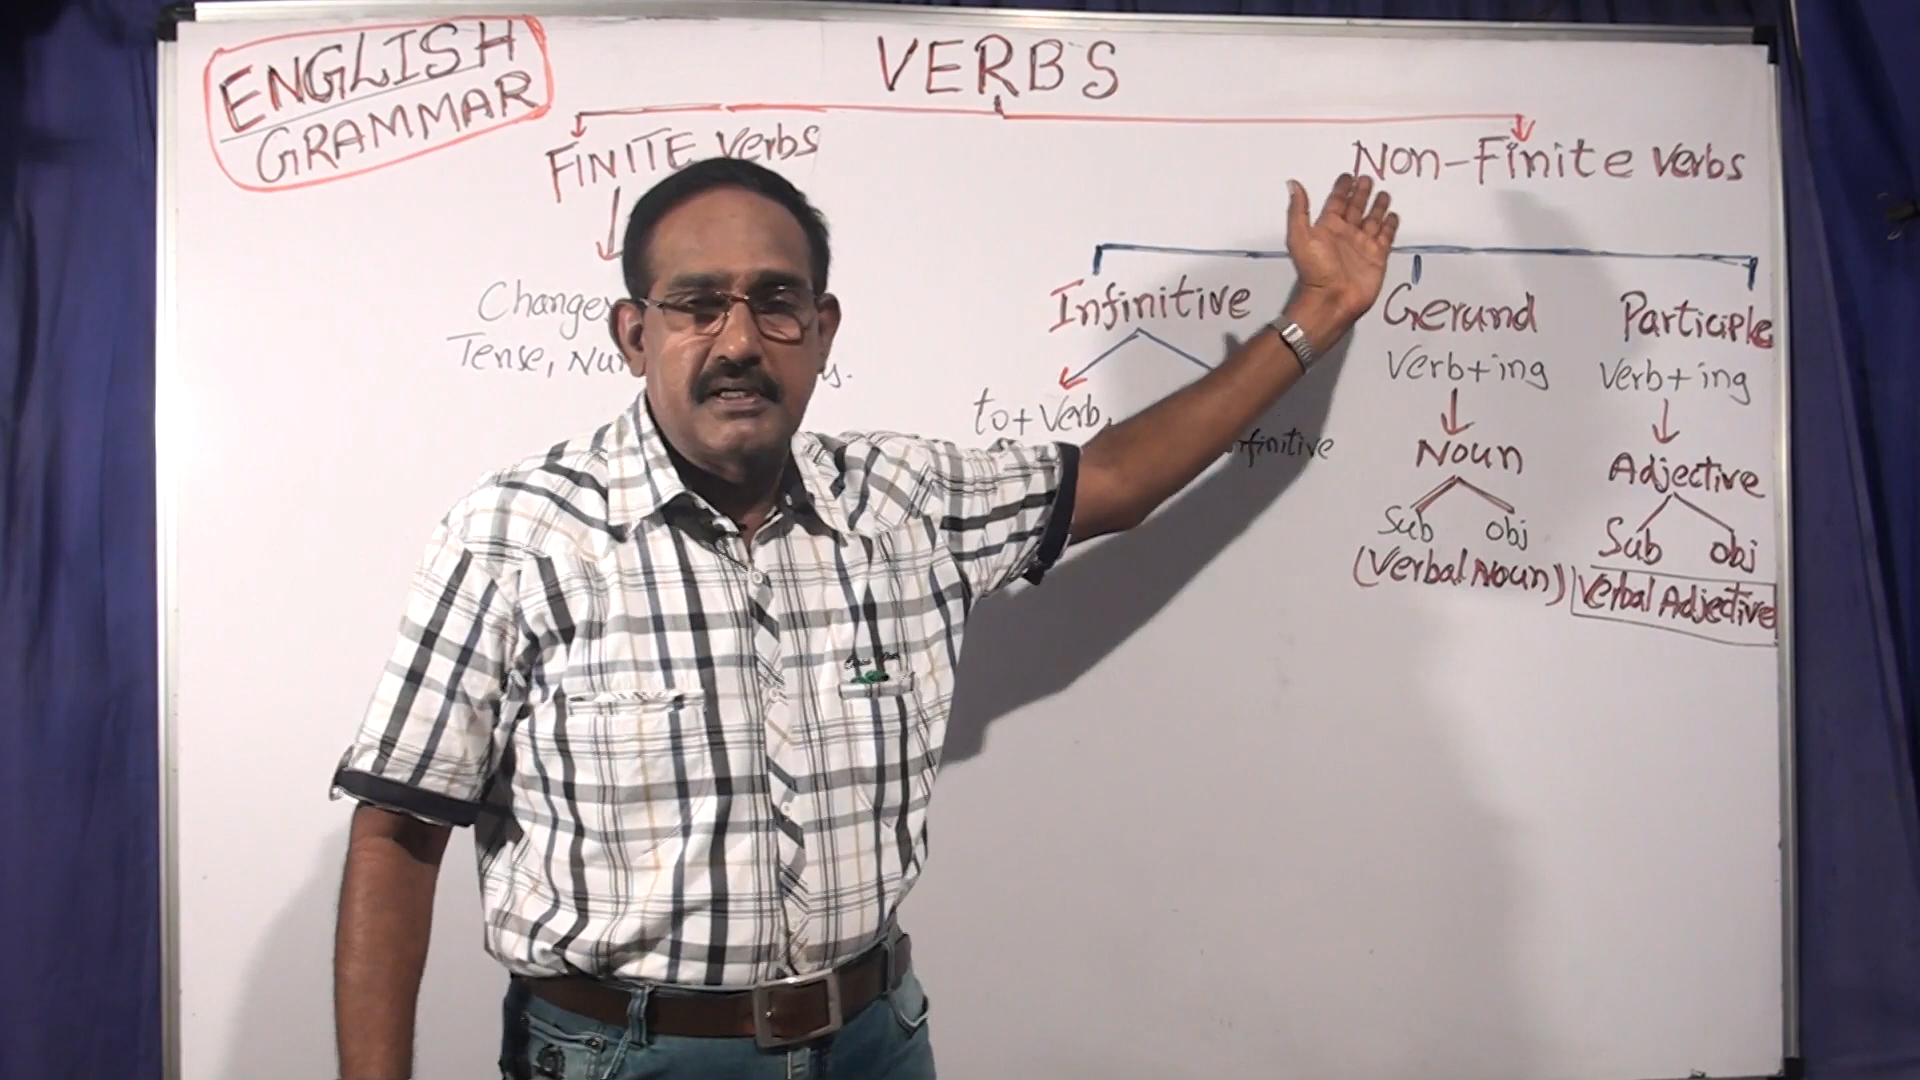 ENGLISH
GRAMMAR
VERBS
FINITE Verbs
Non-Finite Verbs
Changes
Tense,
Infinitive
to+Verb,
Gerund
Verb+ing
Noun
Sub obj
(Verbal Noun)
Participle
Verb+ing
Adjective
Sub obj
Verbal Adjective